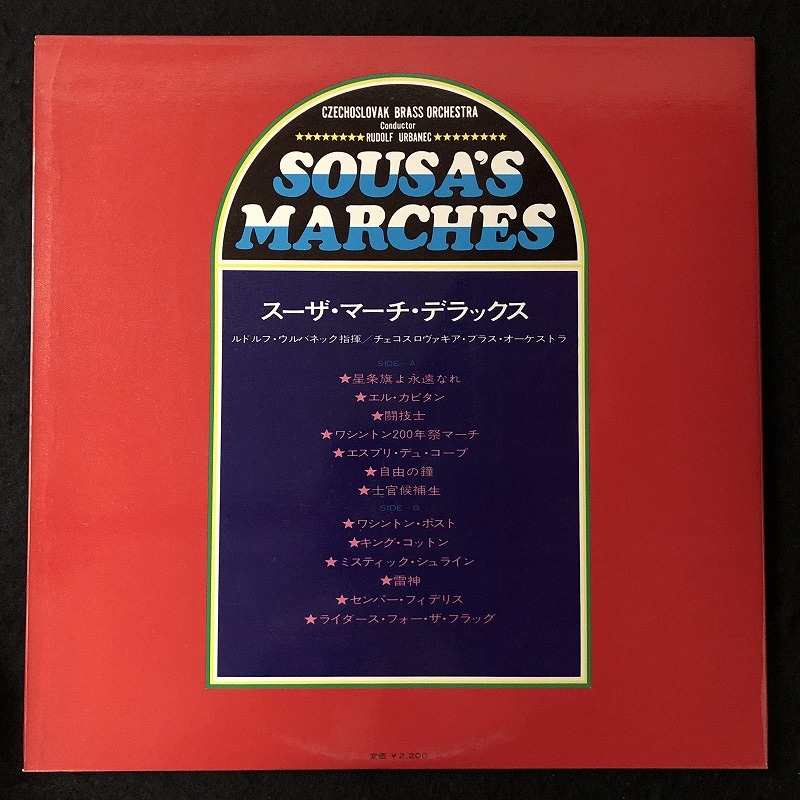 CZECHOSLOVAK BRASS ORCHESTRA
Conductor
★★★★★★★★RUDOLF URBANEC★★★★★★★★
SOUSA'S
MARCHES
スーザ・マーチ・デラックス
ルドルフ・ウルバネック指揮/チェコスロヴァキア・ブラス・オーケストラ
SIDE—A
★星条旗よ永遠なれ
★エル・カピタン
★闘技士
★ワシントン200年祭マーチ
★エスプリ・デュ・コープ
★自由の鐘
★士官候補生
SIDE—B
★ワシントン・ポスト
★キング・コットン
★ミスティック・シュライン
★雷神
★センパー・フィデリス
★ライダース・フォー・ザ・フラッグ
定価 ¥2,200